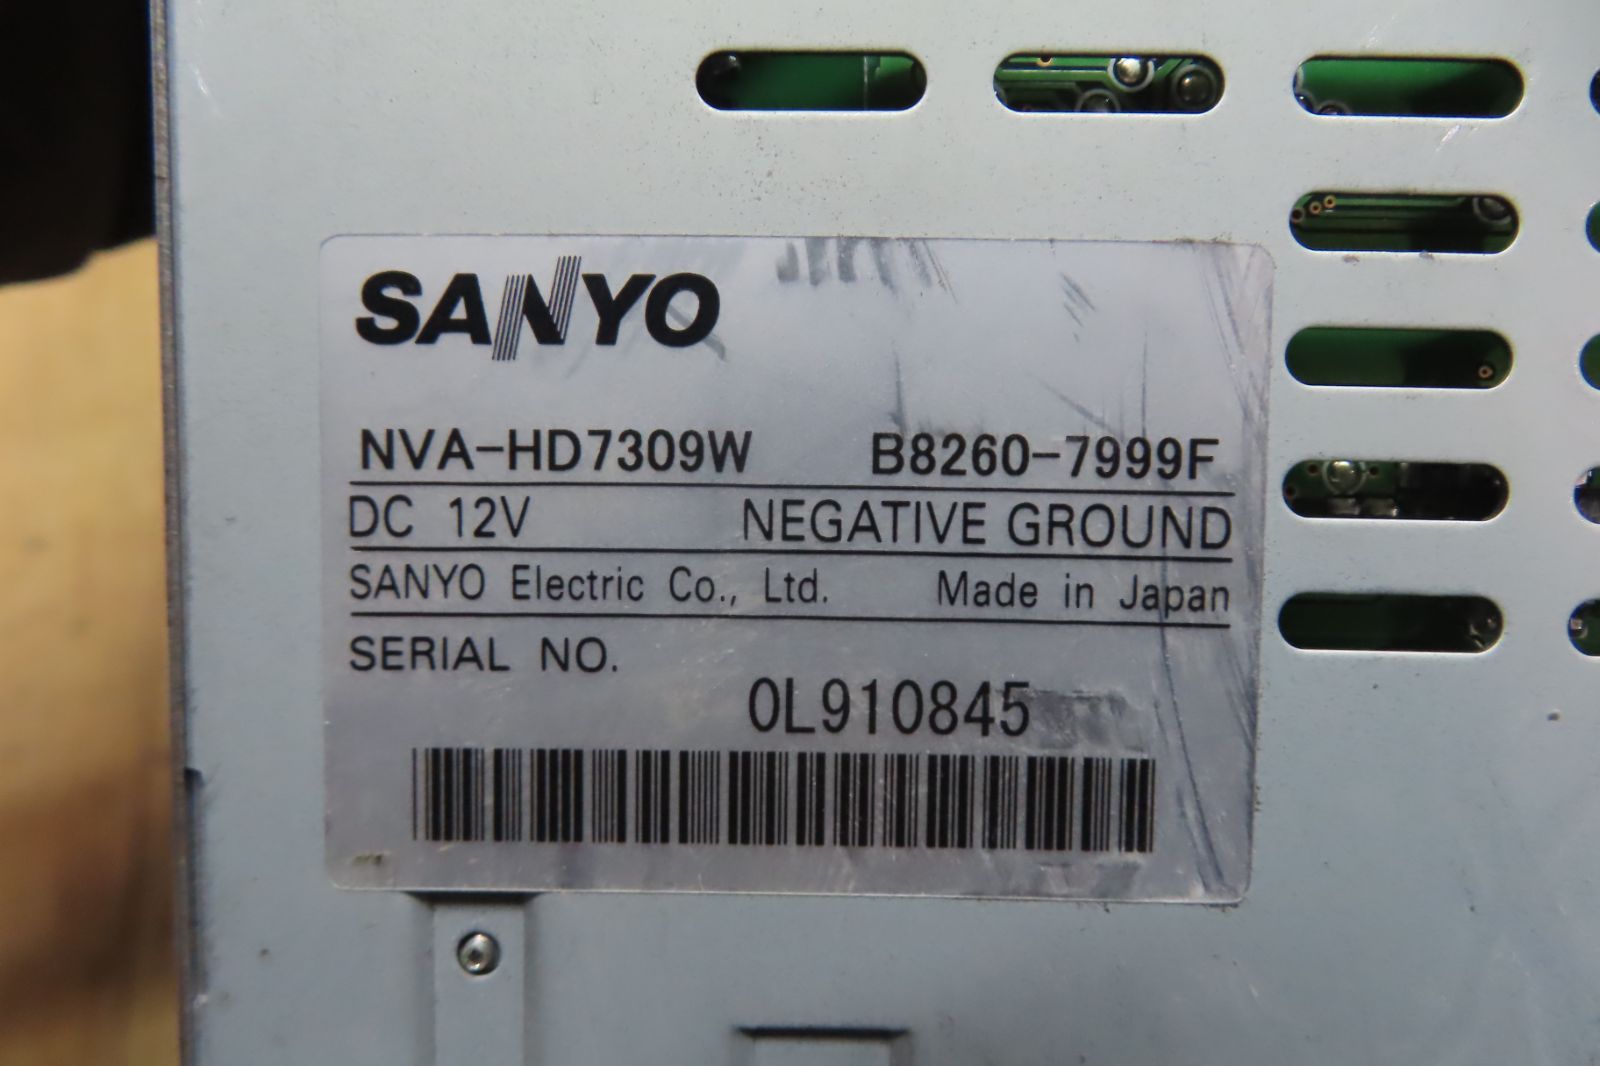 SANYO
NVA-HD7309W B8260-7999F
DC 12V NEGATIVE GROUND
SANYO Electric Co., Ltd. Made in Japan
SERIAL NO.
0L910845